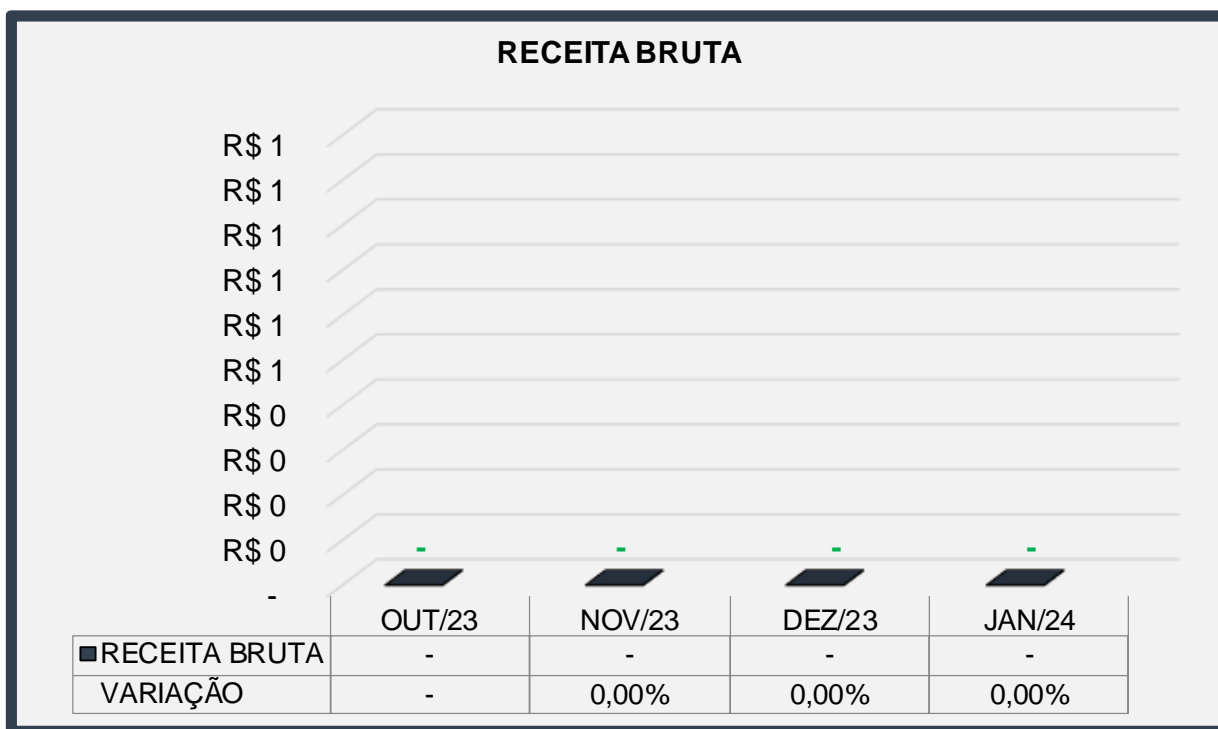 RECEITA BRUTA
R$ 1
R$ 1
R$ 1
R$ 1
R$ 1
R$ 1
R$ 0
R$ 0
R$ 0
R$ 0
-
- - - -
OUT/23 NOV/23 DEZ/23 JAN/24
RECEITA BRUTA - - - -
VARIAÇÃO - 0,00% 0,00% 0,00%